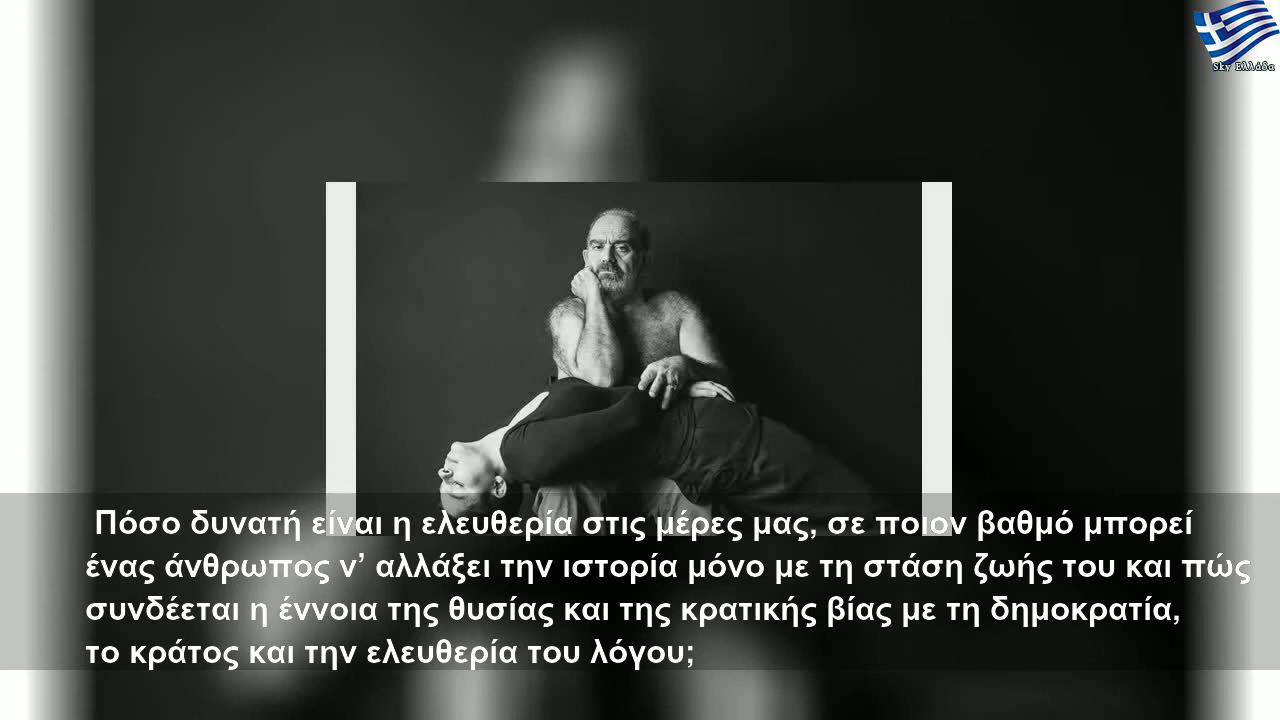 Sky Ελλάδα
Πόσο δυνατή είναι η ελευθερία στις μέρες μας, σε ποιον βαθμό μπορεί
ένας άνθρωπος ν’ αλλάξει την ιστορία μόνο με τη στάση ζωής του και πώς
συνδέεται η έννοια της θυσίας και της κρατικής βίας με τη δημοκρατία,
το κράτος και την ελευθερία του λόγου;